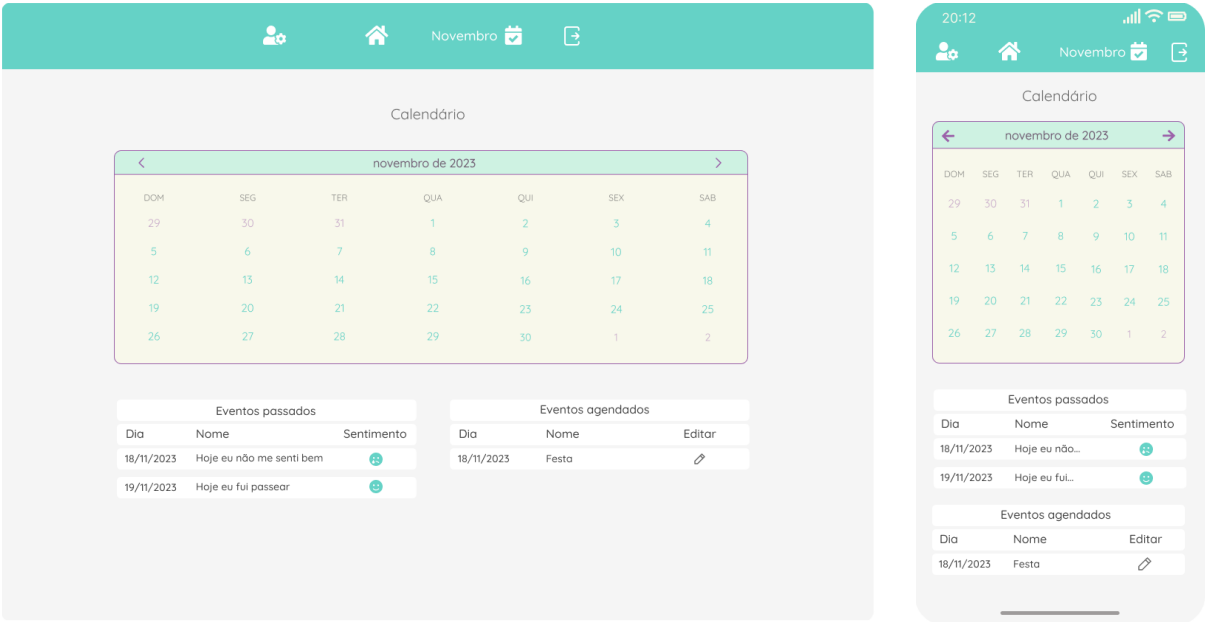 Novembro
Calendário
novembro de 2023
DOM SEG TER QUA QUI SEX SAB
29 30 31 1 2 3 4
5 6 7 8 9 10 11
12 13 14 15 16 17 18
19 20 21 22 23 24 25
26 27 28 29 30 1 2
Eventos passados
Dia Nome Sentimento
18/11/2023 Hoje eu não me senti bem
19/11/2023 Hoje eu fui passear
Eventos agendados
Dia Nome Editar
18/11/2023 Festa
20:12
Novembro
Calendário
novembro de 2023
DOM SEG TER QUA QUI SEX SAB
29 30 31 1 2 3 4
5 6 7 8 9 10 11
12 13 14 15 16 17 18
19 20 21 22 23 24 25
26 27 28 29 30 1 2
Eventos passados
Dia Nome Sentimento
18/11/2023 Hoje eu não...
19/11/2023 Hoje eu fui...
Eventos agendados
Dia Nome Editar
18/11/2023 Festa